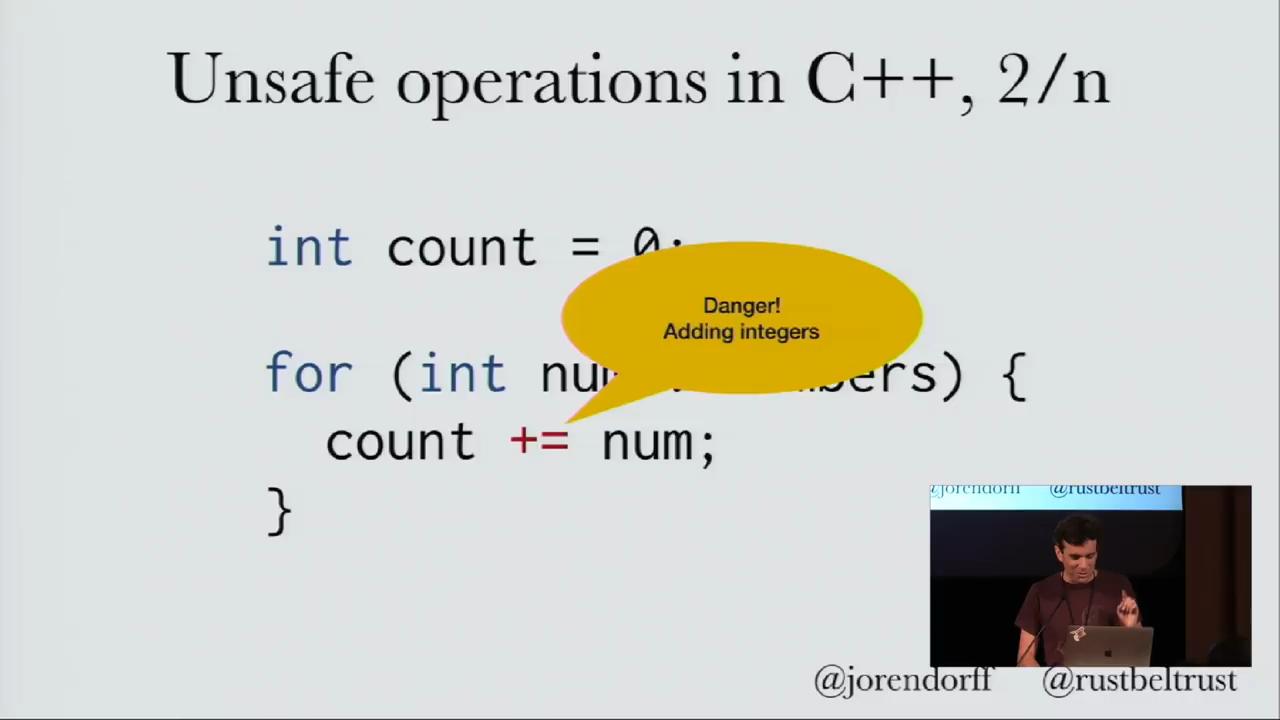 Unsafe operations in C++, 2/n
int count = 0;
Danger!
Adding integers
for (int num
bers) {
count += num;
}
@jorendorff @rustbeltrust
@jorendorff @rustbeltrust